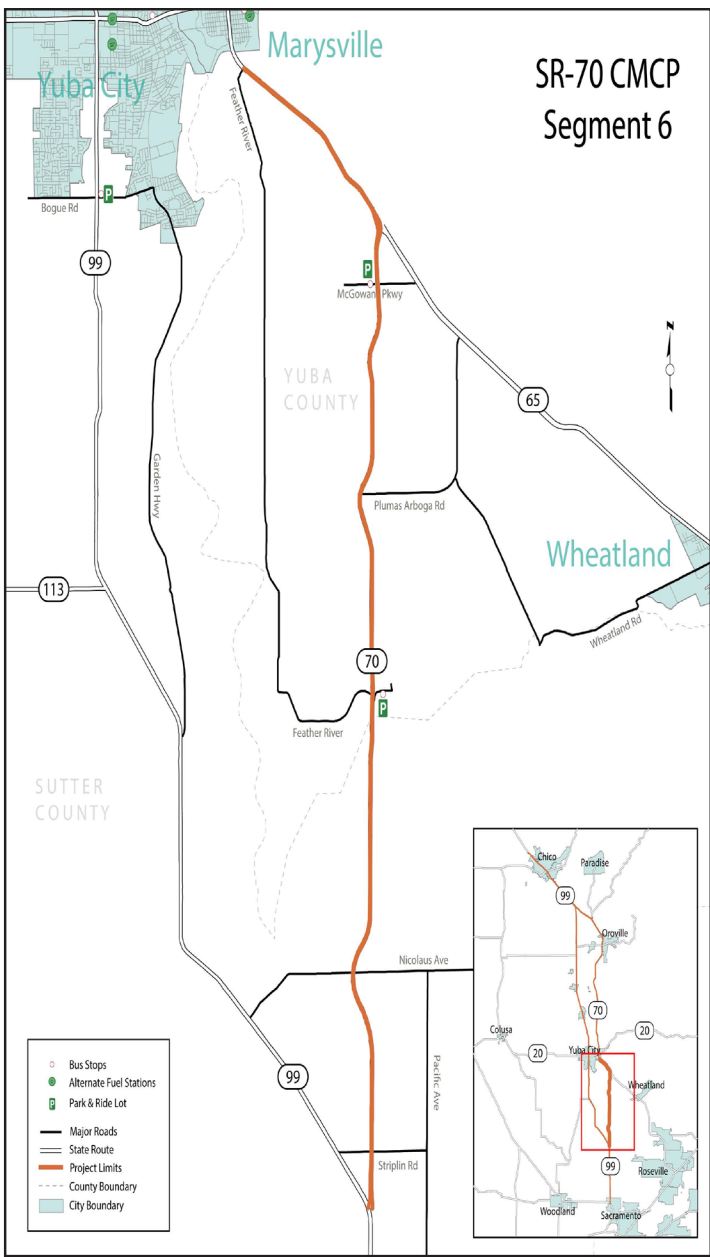 Marysville
SR-70 CMCP
Segment 6
Yuba City
Feather River
P
Bogue Rd
99
P
McGowan Pkwy
N
YUBA
COUNTY
65
Garden Hwy
Plumas Arboga Rd
Wheatland
113
Wheatland Rd
70
P
Feather River
SUTTER
COUNTY
Nicolaus Ave
99
Pacific Ave
Striplin Rd
Bus Stops
Alternate Fuel Stations
P Park & Ride Lot
Major Roads
State Route
Project Limits
County Boundary
City Boundary
Chico
Paradise
99
Oroville
70
Colusa
20
20
Yuba City
Wheatland
99
Roseville
Woodland
Sacramento